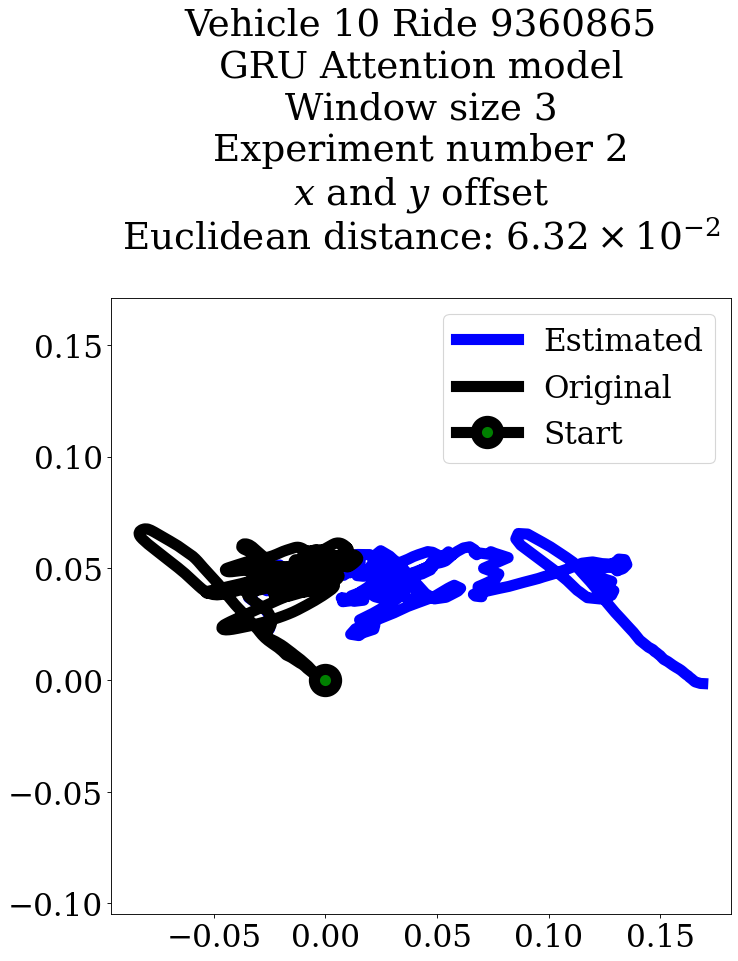 Vehicle 10 Ride 9360865
GRU Attention model
Window size 3
Experiment number 2
x and y offset
Euclidean distance: 6.32 × 10⁻²
Estimated
Original
Start
0.15
0.10
0.05
0.00
−0.05
−0.10
−0.05 0.00 0.05 0.10 0.15